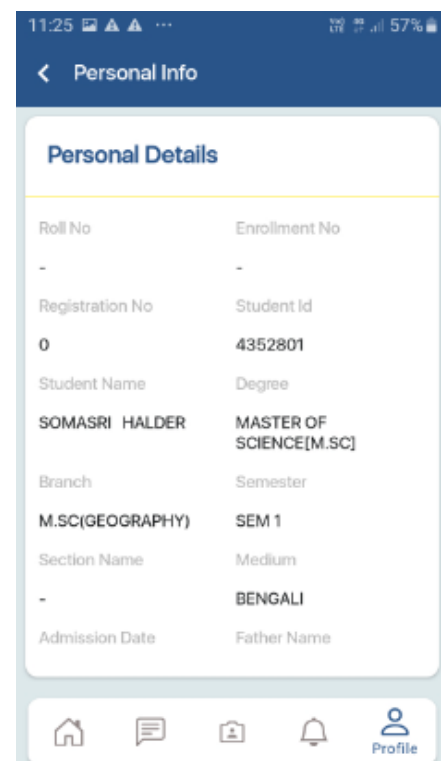 11:25 57%
Personal Info
Personal Details
Roll No Enrollment No
- -
Registration No Student Id
0 4352801
Student Name Degree
SOMASRI HALDER MASTER OF
SCIENCE[M.SC]
Branch Semester
M.SC(GEOGRAPHY) SEM 1
Section Name Medium
- BENGALI
Admission Date Father Name
Profile